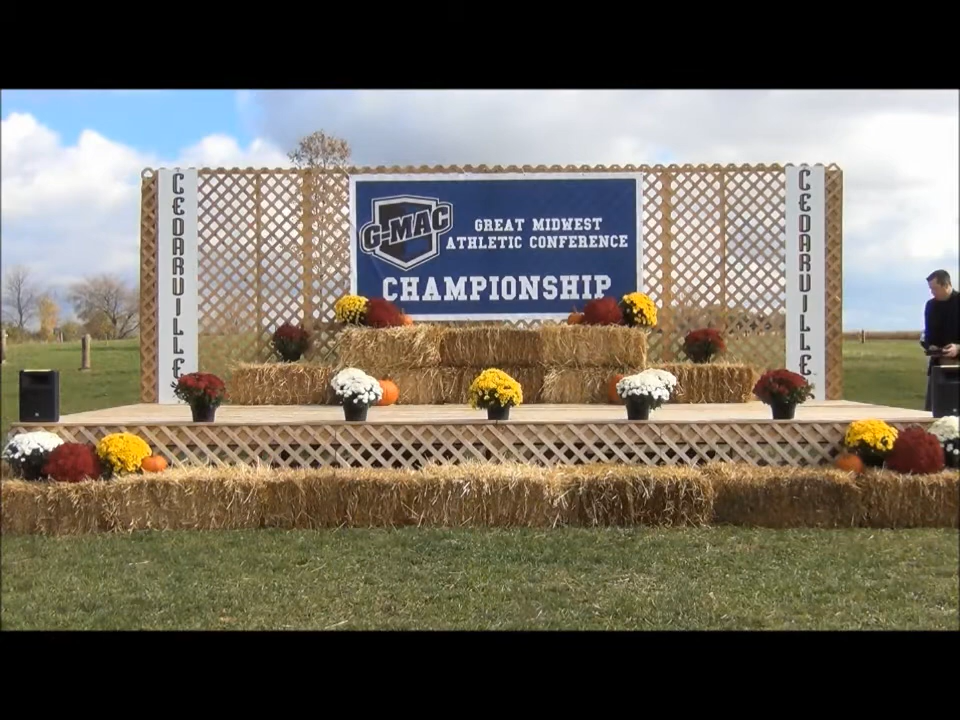 CEDARVILLE
G-MAC
GREAT MIDWEST
ATHLETIC CONFERENCE
CHAMPIONSHIP
CEDARVILLE